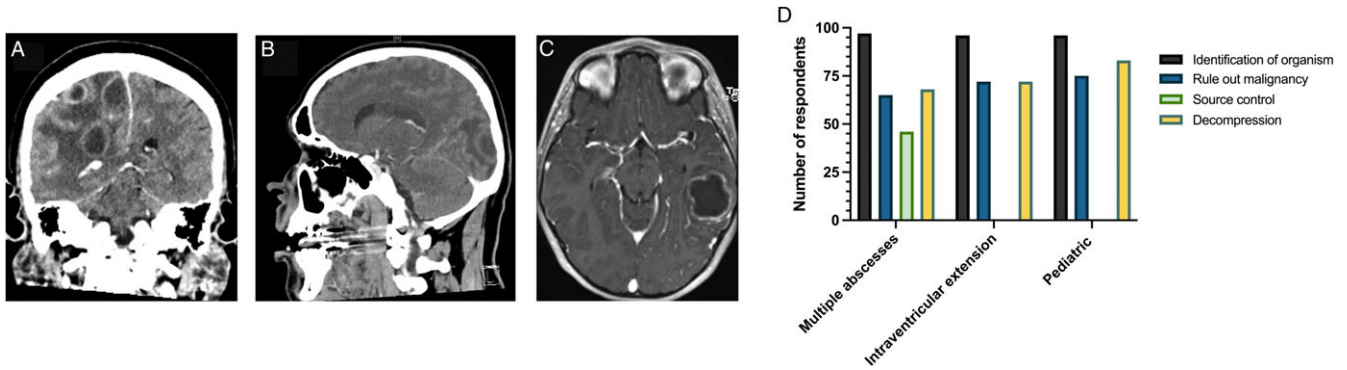 A
B
[H]
C
D
100
75
50
25
0
Number of respondents
Multiple abscesses
Intraventricular extension
Pediatric
Identification of organism
Rule out malignancy
Source control
Decompression